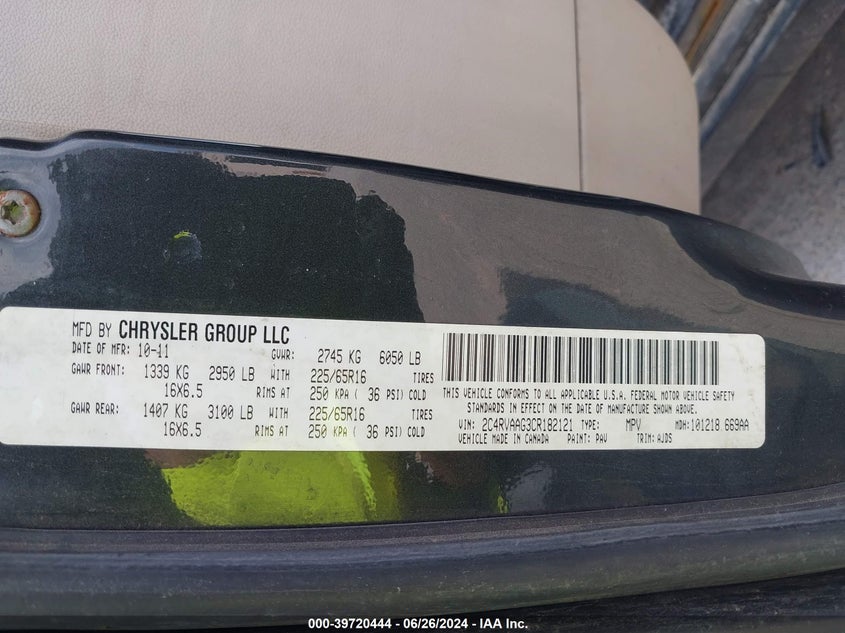 MFD BY CHRYSLER GROUP LLC
DATE OF MFR: 10-11 GVWR: 2745 KG 6050 LB
GAWR FRONT: 1339 KG 2950 LB WITH 225/65R16 TIRES
16X6.5 RIMS AT 250 KPA ( 36 PSI) COLD
GAWR REAR: 1407 KG 3100 LB WITH 225/65R16 TIRES
16X6.5 RIMS AT 250 KPA ( 36 PSI) COLD
THIS VEHICLE CONFORMS TO ALL APPLICABLE U.S.A. FEDERAL MOTOR VEHICLE SAFETY
STANDARDS IN EFFECT ON THE DATE OF MANUFACTURE SHOWN ABOVE.
VIN: 2C4RVAAG3CR182121 TYPE: MPV MDH: 101218 669AA
VEHICLE MADE IN CANADA PAINT: PAV TRIM: AJDS
000-39720444 - 06/26/2024 - IAA Inc.